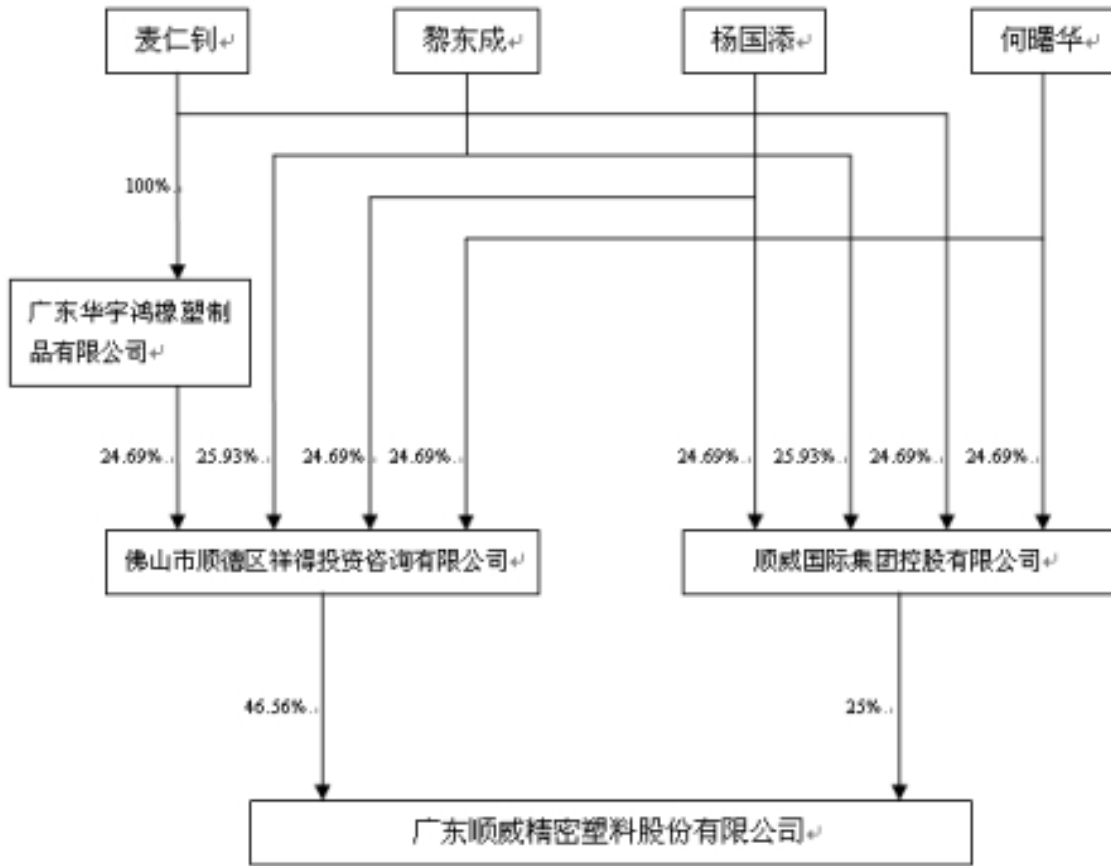 麦仁钊
黎东成
杨国添
何曙华
100%
广东华宇鸿橡塑制
品有限公司
24.69%
25.93%
24.69%
24.69%
24.69%
25.93%
24.69%
24.69%
佛山市顺德区祥得投资咨询有限公司
顺威国际集团控股有限公司
46.56%
25%
广东顺威精密塑料股份有限公司